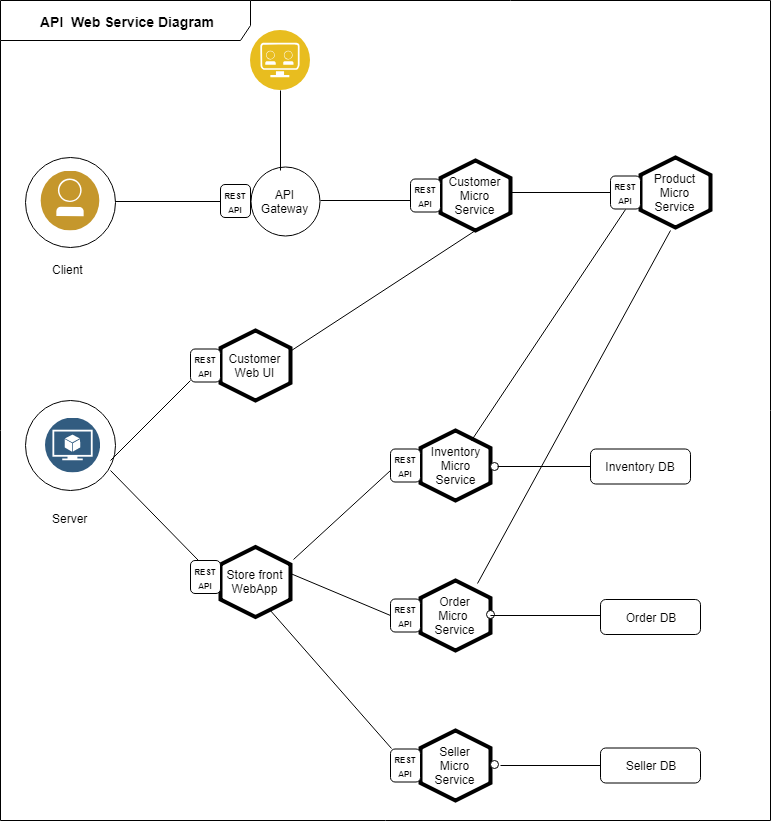 API  Web Service Diagram
REST
API
API
Gateway
REST
API
Customer
Micro
Service
REST
API
Product
Micro
Service
Client
REST
API
Customer
Web UI
Server
REST
API
Inventory
Micro
Service
Inventory DB
REST
API
Store front
WebApp
REST
API
Order
Micro
Service
Order DB
REST
API
Seller
Micro
Service
Seller DB